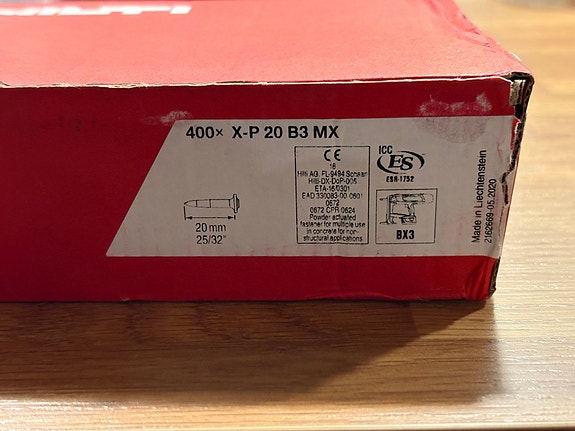 HILTI
400× X-P 20 B3 MX
20 mm
25/32"
CE
16
Hilti AG, FL-9494 Schaan
Hilti-DX-DoP-005
ETA-16/0301
EAD 330083-00-0601
0672
0672 CPR 0624
Powder actuated
fastener for multiple use
in concrete for non-
structural applications
ICC
ES
ESR-1752
BX3
Made in Liechtenstein
2162669-05.2020